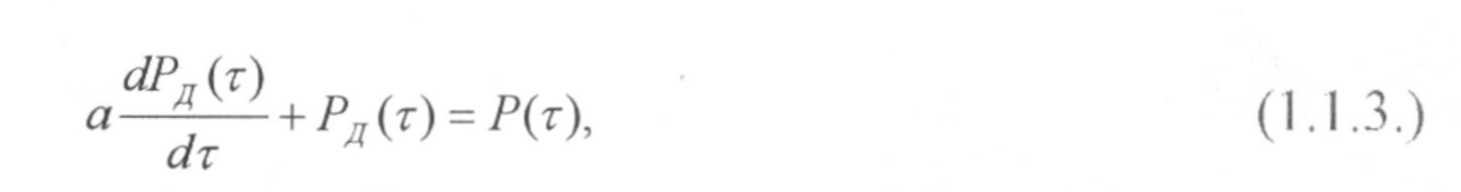 a dP_Д(τ)/dτ + P_Д(τ) = P(τ), (1.1.3.)